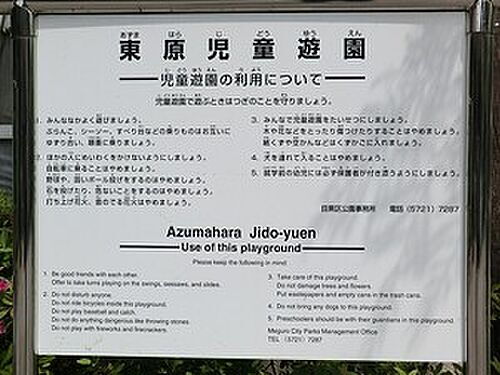 あずま はら じ どう ゆう えん
東原児童遊園
児童遊園の利用について
児童遊園で遊ぶときはつぎのことを守りましょう。
1. みんななかよく遊びましょう。
ぶらんこ、シーソー、すべり台などの乗りものはお互いに
ゆずり合い、順番に乗りましょう。
2. ほかの人にめいわくをかけないようにしましょう。
自転車に乗ることはやめましょう。
野球や、固いボール投げをするのはやめましょう。
石を投げたり、危ないことをするのはやめましょう。
打ち上げ花火、音のでる花火はやめましょう。
3. みんなで児童遊園をたいせつにしましょう。
木や花などをとったり傷つけたりすることはやめましょう。
紙くずや空かんなどはくずかごに入れましょう。
4. 犬を連れて入ることはやめましょう。
5. 就学前の幼児には必ず保護者が付き添うようにしましょう。
目黒区公園事務所 電話(5721)7287
Azumahara Jido-yuen
Use of this playground
Please keep the following in mind
1. Be good friends with each other.
Offer to take turns playing on the swings, seesaws, and slides.
2. Do not disturb anyone.
Do not ride bicycles inside this playground.
Do not play baseball and catch.
Do not do anything dangerous like throwing stones.
Do not play with fireworks and firecrackers.
3. Take care of this playground.
Do not damage trees and flowers.
Put wastepapers and empty cans in the trash cans.
4. Do not bring any dogs to this playground.
5. Preschoolers should be with their guardians in this playground.
Meguro City Parks Management Office
TEL (5721) 7287